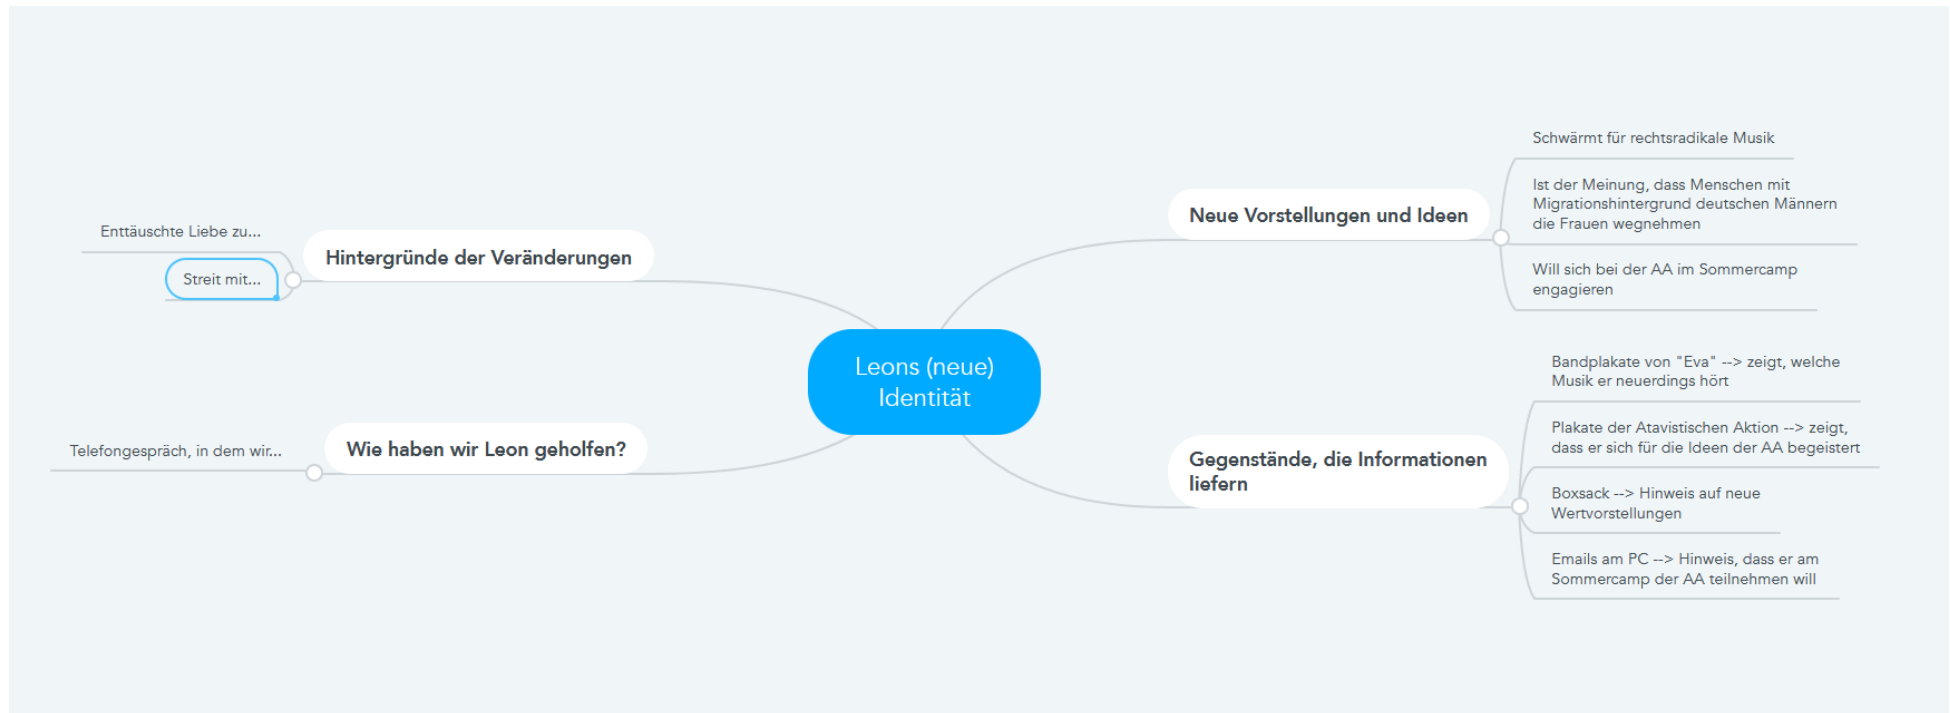 Leons (neue)
Identität
Hintergründe der Veränderungen
Enttäuschte Liebe zu...
Streit mit...
Wie haben wir Leon geholfen?
Telefongespräch, in dem wir...
Neue Vorstellungen und Ideen
Schwärmt für rechtsradikale Musik
Ist der Meinung, dass Menschen mit
Migrationshintergrund deutschen Männern
die Frauen wegnehmen
Will sich bei der AA im Sommercamp
engagieren
Gegenstände, die Informationen
liefern
Bandplakate von "Eva" --> zeigt, welche
Musik er neuerdings hört
Plakate der Atavistischen Aktion --> zeigt,
dass er sich für die Ideen der AA begeistert
Boxsack --> Hinweis auf neue
Wertvorstellungen
Emails am PC --> Hinweis, dass er am
Sommercamp der AA teilnehmen will